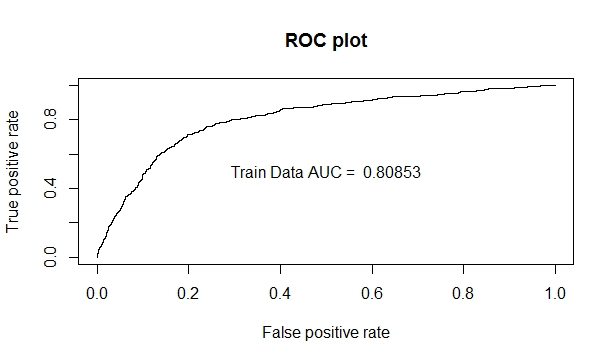 ROC plot
True positive rate
0.8
0.4
0.0
Train Data AUC = 0.80853
0.0 0.2 0.4 0.6 0.8 1.0
False positive rate